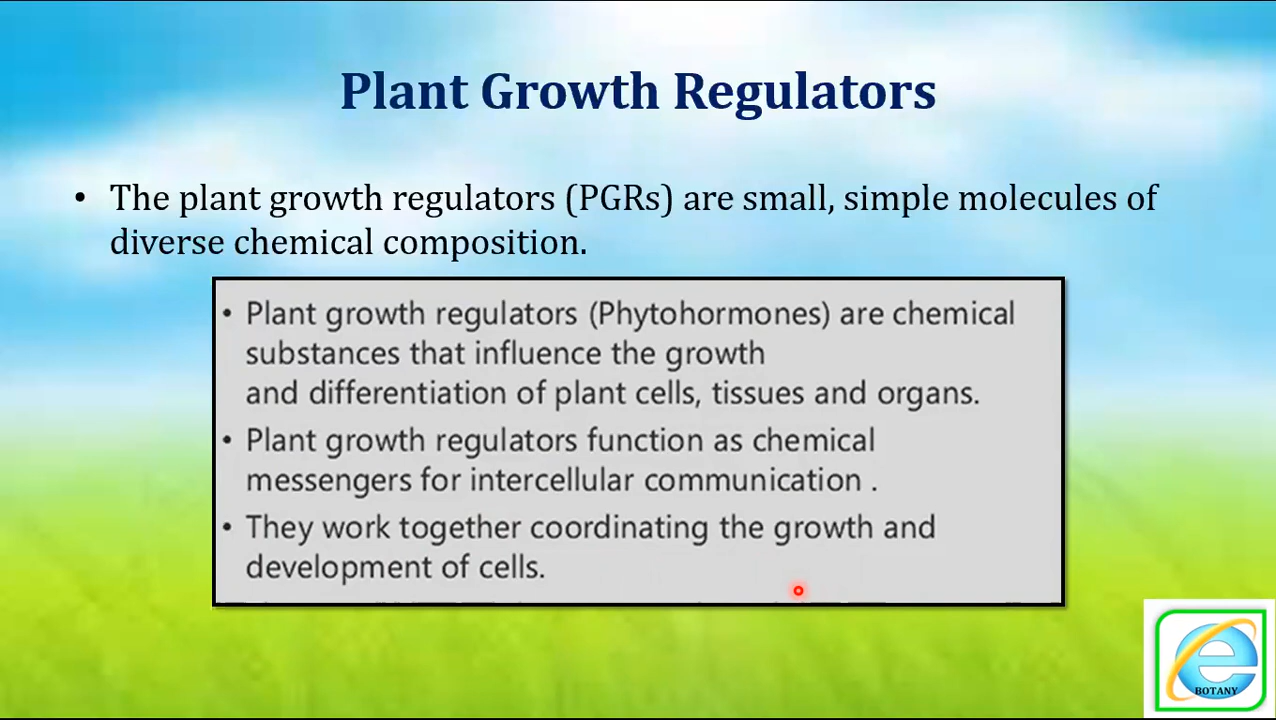 Plant Growth Regulators
• The plant growth regulators (PGRs) are small, simple molecules of
diverse chemical composition.
• Plant growth regulators (Phytohormones) are chemical
substances that influence the growth
and differentiation of plant cells, tissues and organs.
• Plant growth regulators function as chemical
messengers for intercellular communication .
• They work together coordinating the growth and
development of cells.
BOTANY